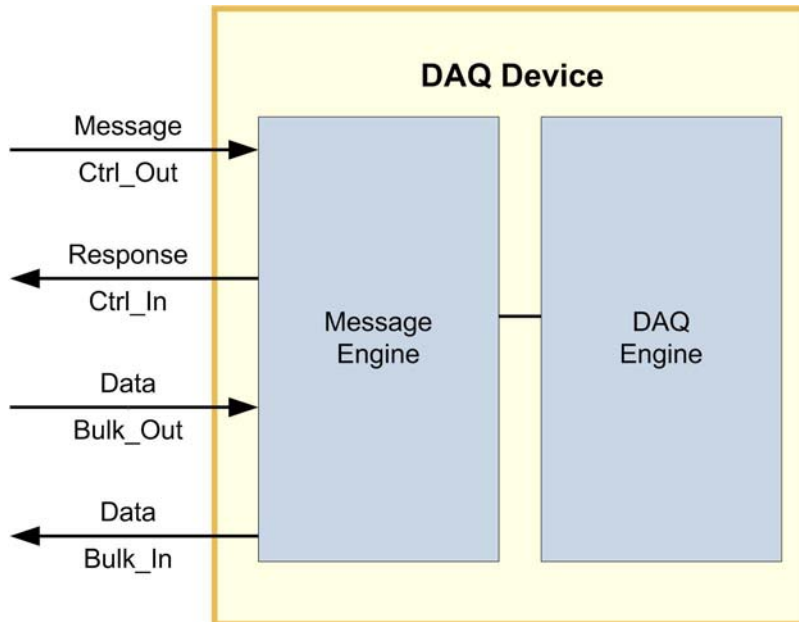 DAQ Device
Message
Ctrl_Out
Response
Ctrl_In
Data
Bulk_Out
Data
Bulk_In
Message
Engine
DAQ
Engine